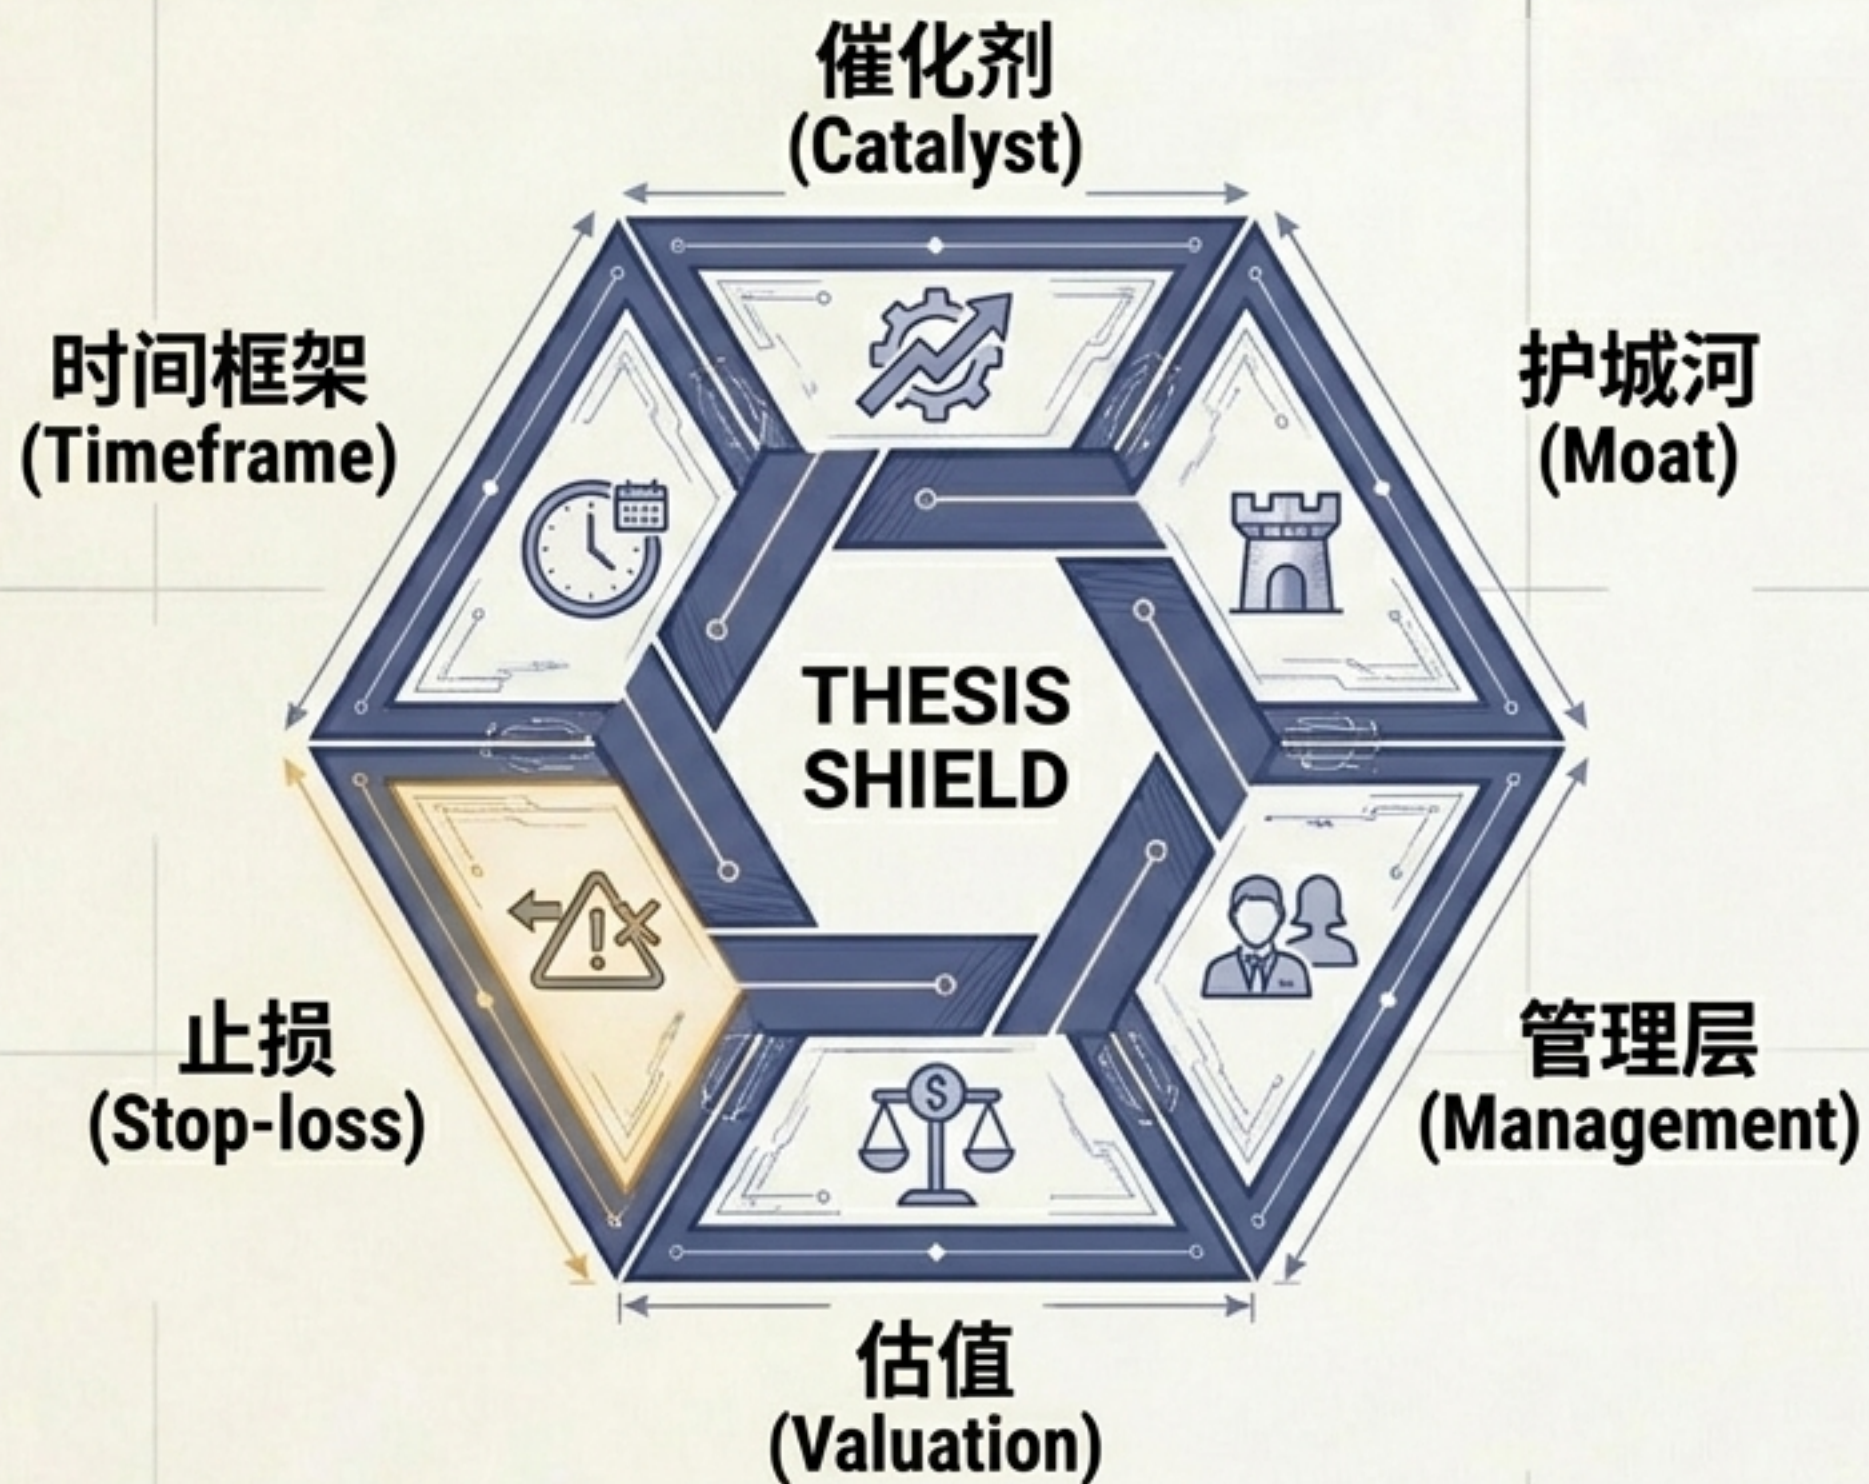 催化剂
(Catalyst)
时间框架
(Timeframe)
护城河
(Moat)
THESIS
SHIELD
$
止损
(Stop-loss)
管理层
(Management)
估值
(Valuation)